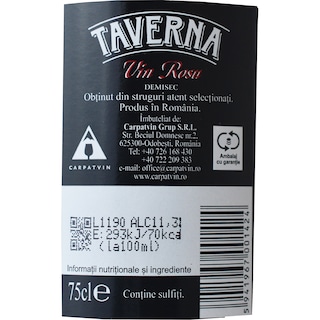 TAVERNA
Vin Rosu
DEMISEC
Obținut din struguri atent selecționați.
Produs în România.
Îmbuteliat de:
Carpatvin Grup S.R.L.
Str. Beciul Domnesc nr.2,
625300-Odobești, România
Tel: +40 726 168 430
+40 722 209 383
e-mail: office@carpatvin.ro
www.carpatvin.ro
CARPATVIN
Ambalaj
cu garanție
L1190 ALC11,3
E:293kJ/70kcal
(la100ml)
Informații nutriționale și ingrediente
75cl e
Conține sulfiți.
5941967001424